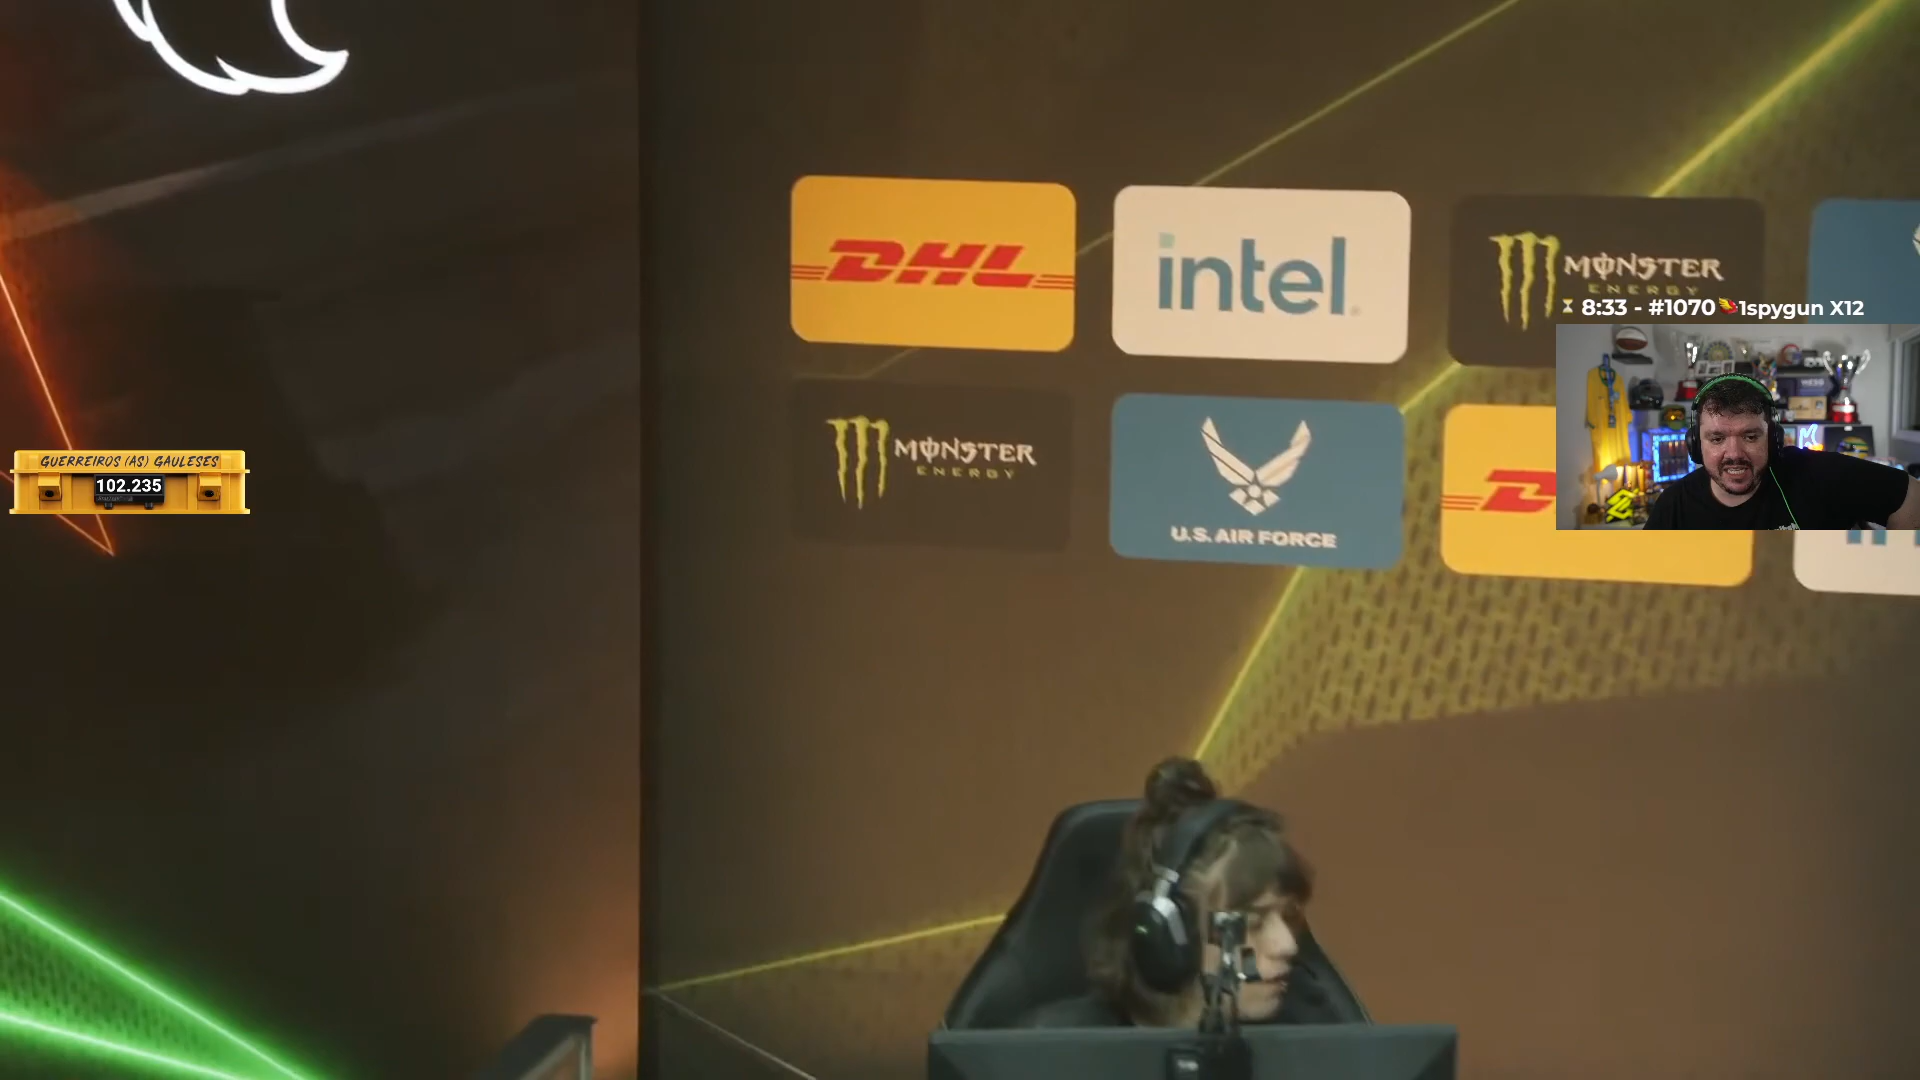 DHL
intel
MONSTER
ENERGY
8:33 - #1070 1spygun X12
MONSTER
ENERGY
U.S. AIR FORCE
GUERREIROS (AS) GAULESES
102.235